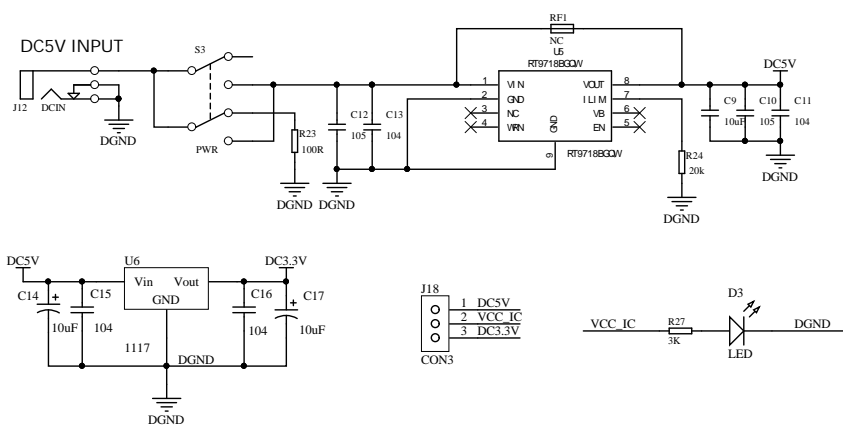 DC5V INPUT
J12
DCIN
DGND
S3
PWR
R23
100R
DGND
C12
105
C13
104
DGND
RF1
NC
U5
RT9718BGQW
1
VIN
2
GND
3
NC
4
WRN
VOUT
8
ILIM
7
VB
6
EN
5
GND
9
RT9718BGQW
R24
20k
DGND
DC5V
C9
10uF
C10
105
C11
104
DGND
DC5V
C14
+
10uF
C15
104
U6
Vin
Vout
GND
1117
DGND
DC3.3V
C16
104
C17
+
10uF
DGND
J18
1 DC5V
2 VCC_IC
3 DC3.3V
CON3
VCC_IC
R27
3K
D3
LED
DGND